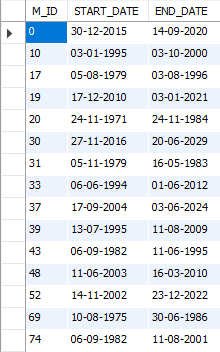 M_ID START_DATE END_DATE
0 30-12-2015 14-09-2020
10 03-01-1995 03-10-2000
17 05-08-1979 03-08-1996
19 17-12-2010 03-01-2021
20 24-11-1971 24-11-1984
30 27-11-2016 20-06-2029
31 05-11-1979 16-05-1983
33 06-06-1994 01-06-2012
37 17-09-2004 03-06-2024
39 13-07-1995 11-08-2009
43 06-09-1982 11-06-1995
48 11-06-2003 16-03-2010
52 14-11-2002 23-12-2022
69 10-08-1975 30-06-1986
74 06-09-1982 11-08-2001